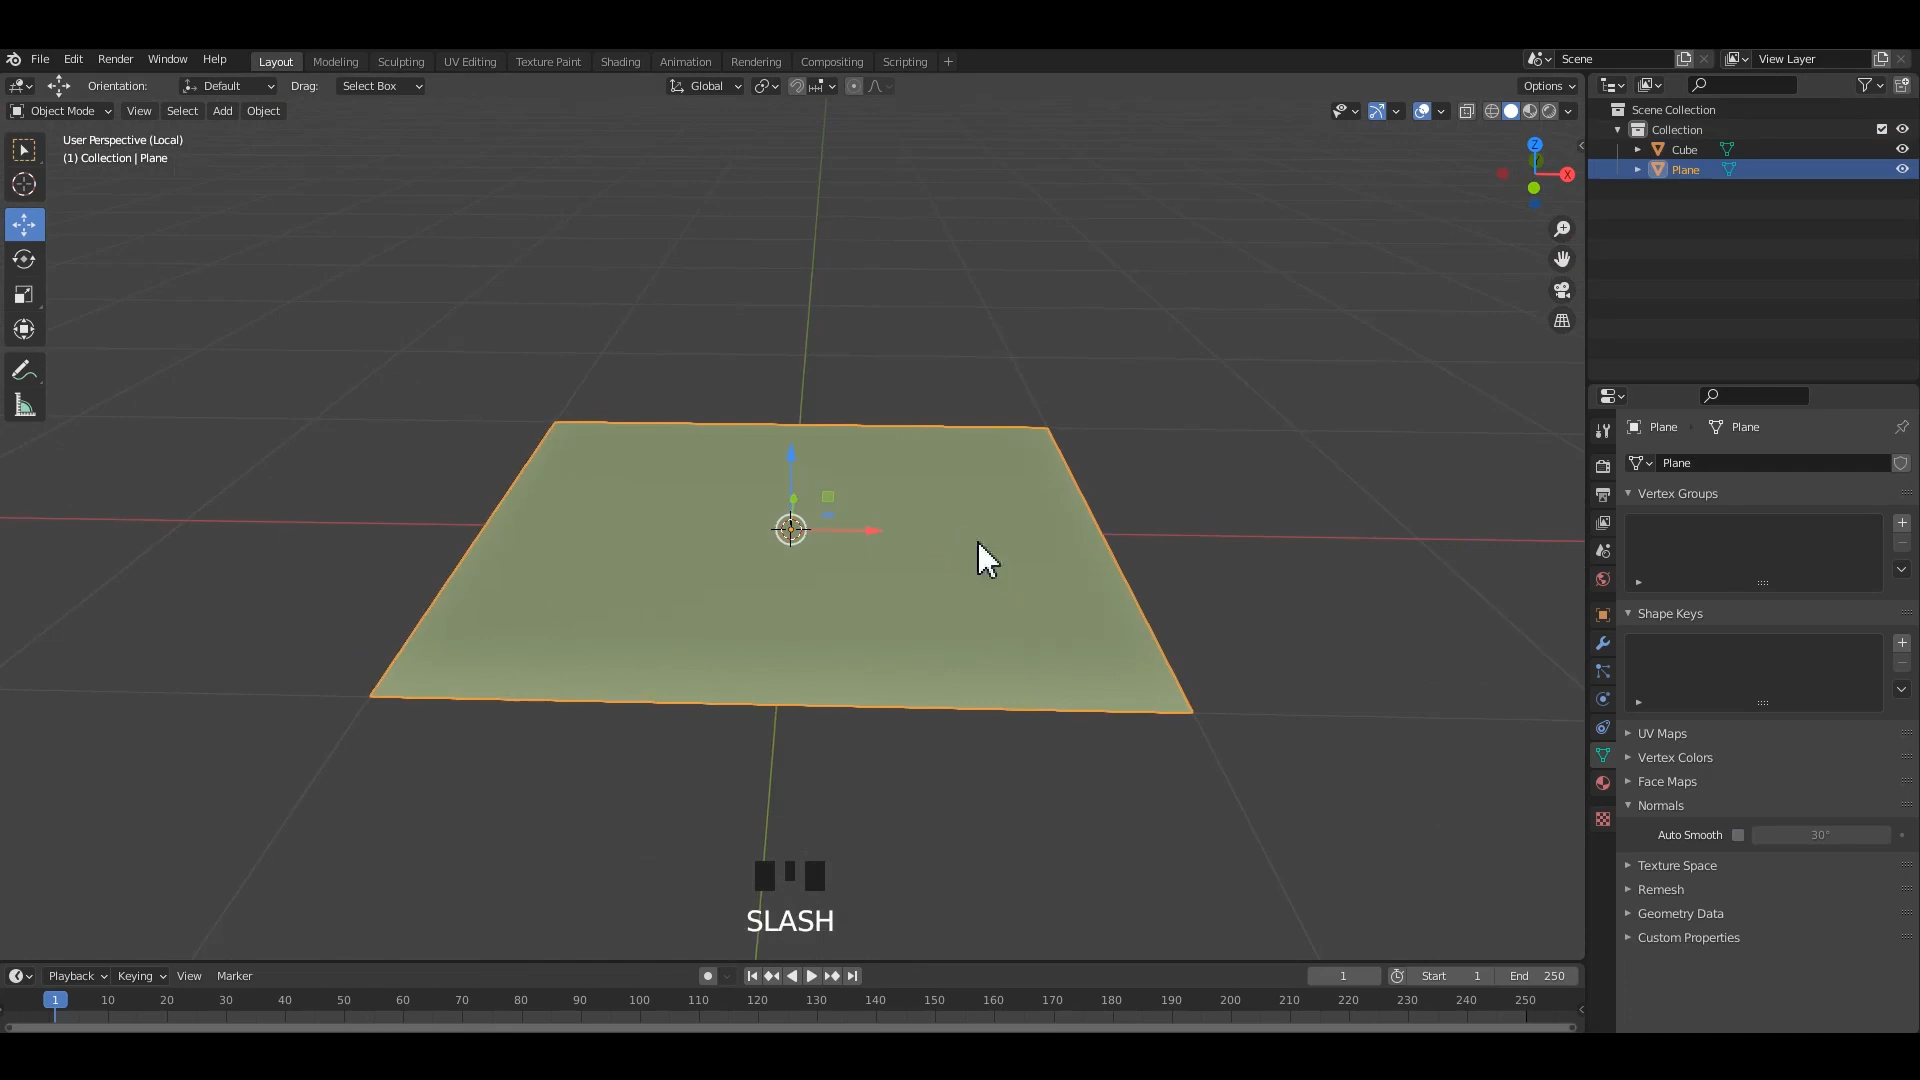 File Edit Render Window Help Layout Modeling Sculpting UV Editing Texture Paint Shading Animation Rendering Compositing Scripting + Scene View Layer
Orientation: Default Drag: Select Box Global Options
Object Mode View Select Add Object
User Perspective (Local)
(1) Collection | Plane
Z
X
Scene Collection
Collection
Cube
Plane
Plane Plane
Plane
Vertex Groups
Shape Keys
UV Maps
Vertex Colors
Face Maps
Normals
Auto Smooth 30°
Texture Space
Remesh
Geometry Data
Custom Properties
SLASH
Playback Keying View Marker 1 Start 1 End 250
1 10 20 30 40 50 60 70 80 90 100 110 120 130 140 150 160 170 180 190 200 210 220 230 240 250